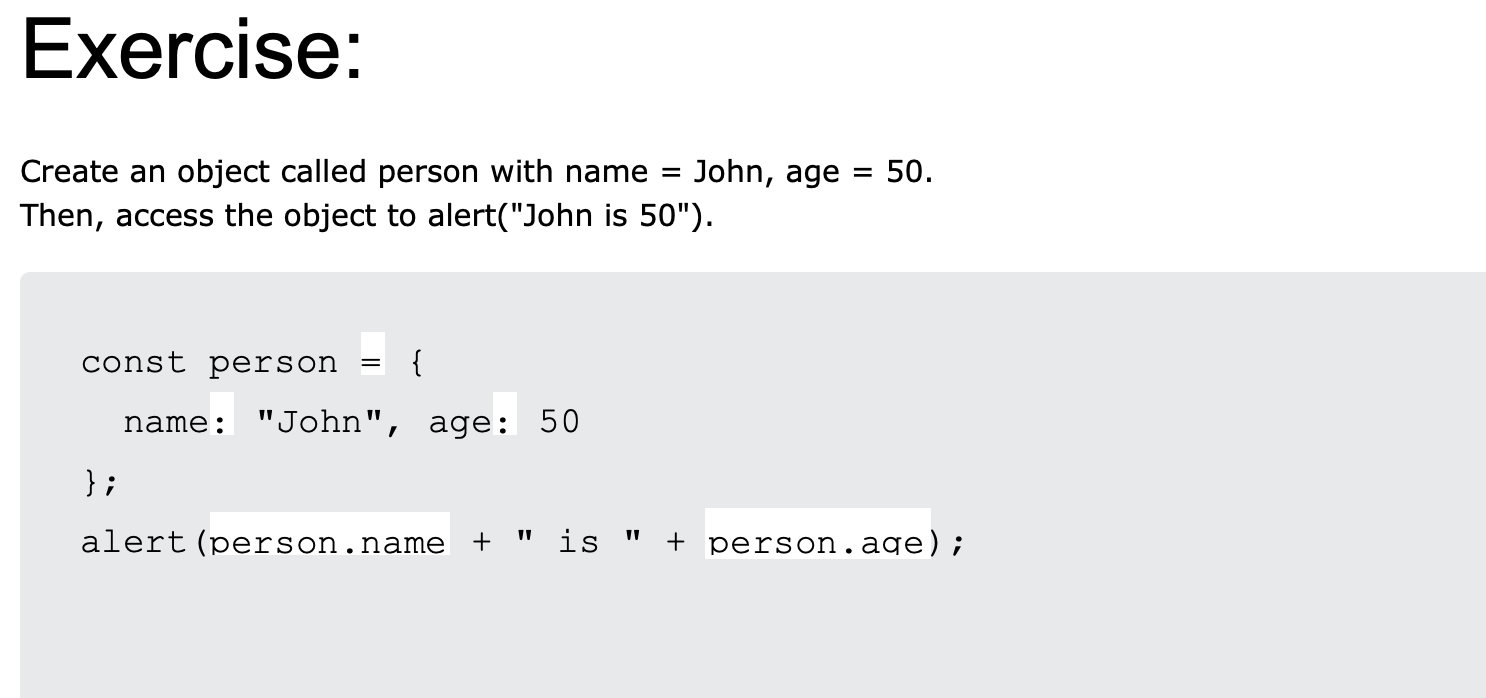 Exercise:
Create an object called person with name = John, age = 50.
Then, access the object to alert("John is 50").
const person = {
name: "John", age: 50
};
alert(person.name + " is " + person.age);